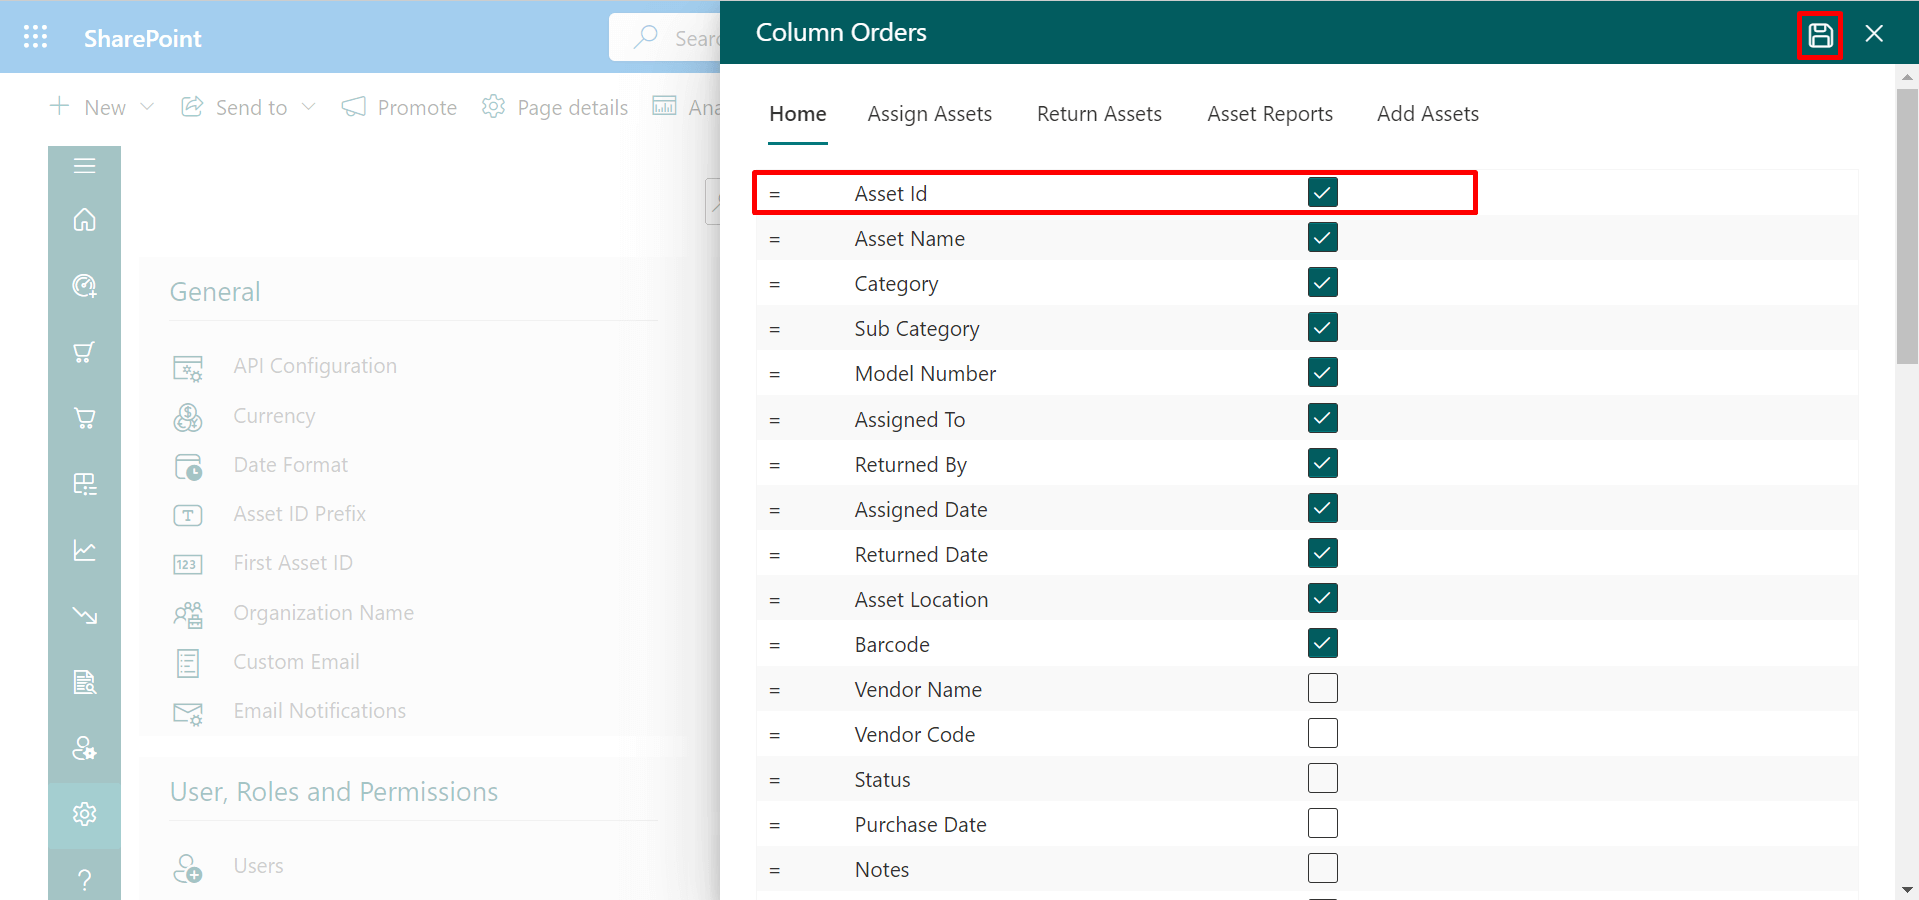 SharePoint
Sear
Column Orders
New
Send to
Promote
Page details
Ana
Home
Assign Assets
Return Assets
Asset Reports
Add Assets
= Asset Id
= Asset Name
= Category
= Sub Category
= Model Number
= Assigned To
= Returned By
= Assigned Date
= Returned Date
= Asset Location
= Barcode
= Vendor Name
= Vendor Code
= Status
= Purchase Date
= Notes
General
API Configuration
Currency
Date Format
T Asset ID Prefix
123 First Asset ID
Organization Name
Custom Email
Email Notifications
User, Roles and Permissions
Users
?